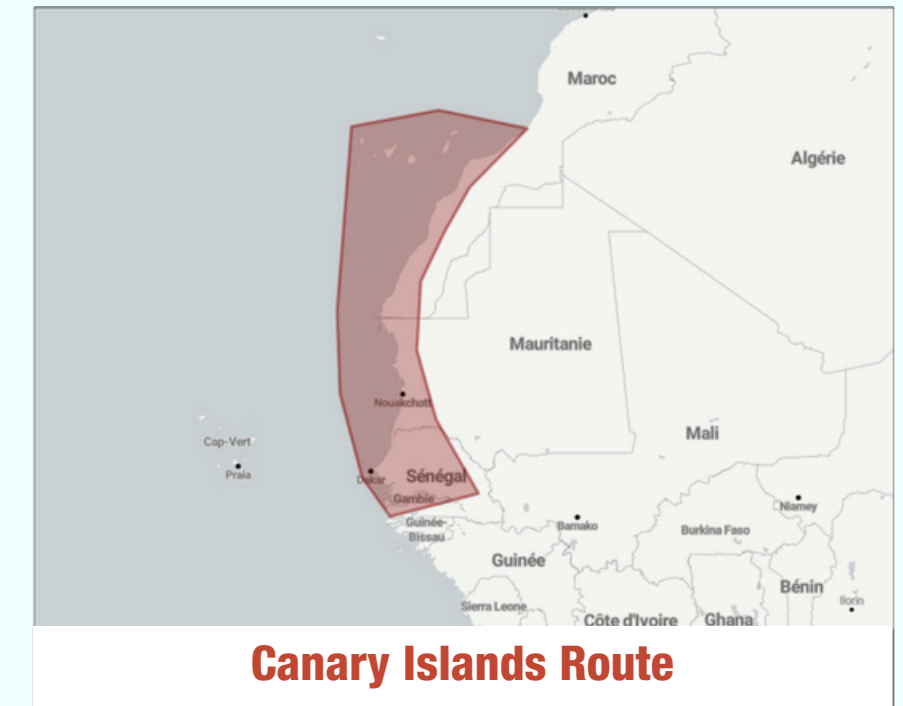 Maroc
Algérie
Mauritanie
Nouakchott
Mali
Cap-Vert
Praia
Dakar
Sénégal
Gambie
Niamey
Guinée-
Bissau
Bamako
Burkina Faso
Guinée
Bénin
Ilorin
Sierra Leone
Côte d'Ivoire
Ghana
Canary Islands Route